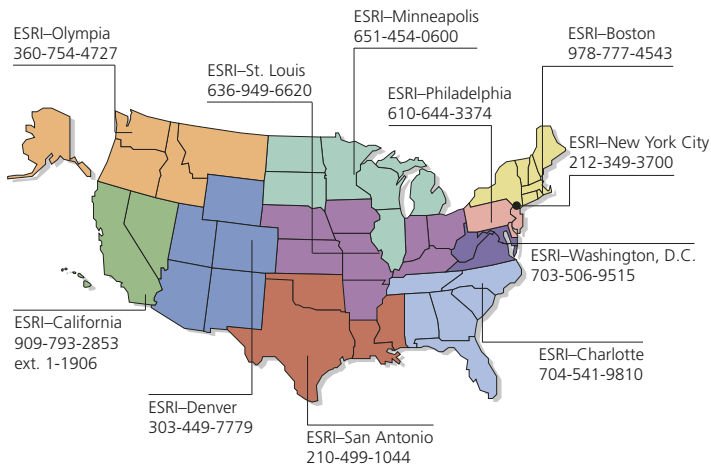 ESRI–Minneapolis
651-454-0600
ESRI–Olympia
360-754-4727
ESRI–Boston
978-777-4543
ESRI–St. Louis
636-949-6620
ESRI–Philadelphia
610-644-3374
ESRI–New York City
212-349-3700
ESRI–Washington, D.C.
703-506-9515
ESRI–California
909-793-2853
ext. 1-1906
ESRI–Charlotte
704-541-9810
ESRI–Denver
303-449-7779
ESRI–San Antonio
210-499-1044